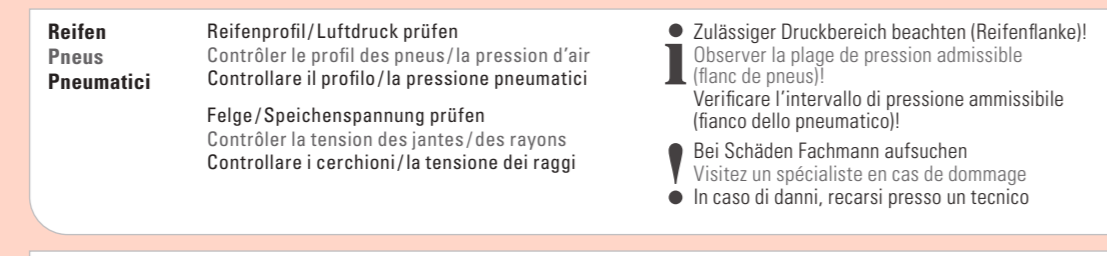 Reifen
Pneus
Pneumatici
Reifenprofil/Luftdruck prüfen
Contrôler le profil des pneus/la pression d'air
Controllare il profilo/la pressione pneumatici
Felge/Speichenspannung prüfen
Contrôler la tension des jantes/des rayons
Controllare i cerchioni/la tensione dei raggi
Zulässiger Druckbereich beachten (Reifenflanke)!
Observer la plage de pression admissible
(flanc de pneus)!
Verificare l'intervallo di pressione ammissibile
(fianco dello pneumatico)!
Bei Schäden Fachmann aufsuchen
Visitez un spécialiste en cas de dommage
In caso di danni, recarsi presso un tecnico